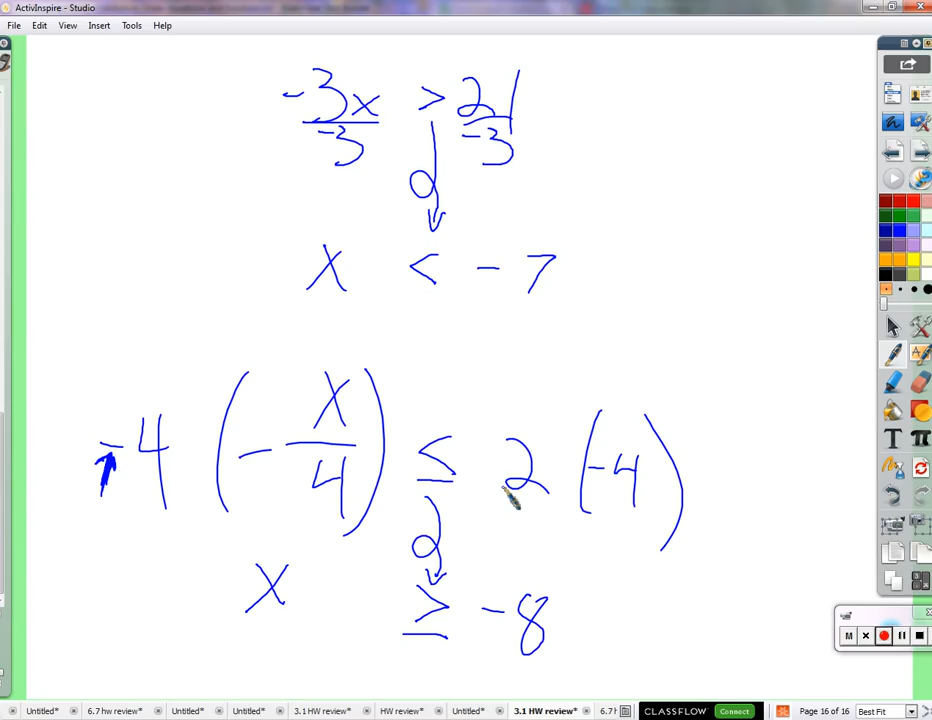 ActivInspire - Studio
File Edit View Insert Tools Help
-3x > 21
-3 -3
x < - 7
-4 (- x/4) ≤ 2 (-4)
x ≥ -8
M
Untitled* 6.7 hw review* Untitled* Untitled* 3.1 HW review* HW review* Untitled* 3.1 HW review* 6.7 h CLASSFLOW Connect Page 16 of 16 Best Fit